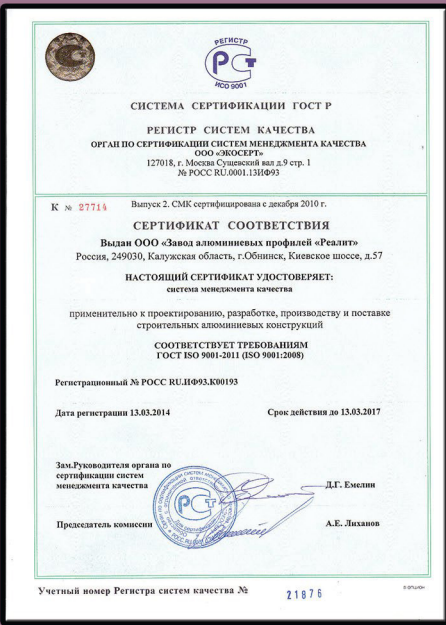 РЕГИСТР
РСТ
ИСО 9001
СИСТЕМА СЕРТИФИКАЦИИ ГОСТ Р
РЕГИСТР СИСТЕМ КАЧЕСТВА
ОРГАН ПО СЕРТИФИКАЦИИ СИСТЕМ МЕНЕДЖМЕНТА КАЧЕСТВА
ООО «ЭКОСЕРТ»
127018, г. Москва Сущевский вал д.9 стр. 1
№ РОСС RU.0001.13ИФ93
К № 27714
Выпуск 2. СМК сертифицирована с декабря 2010 г.
СЕРТИФИКАТ СООТВЕТСТВИЯ
Выдан ООО «Завод алюминиевых профилей «Реалит»
Россия, 249030, Калужская область, г.Обнинск, Киевское шоссе, д.57
НАСТОЯЩИЙ СЕРТИФИКАТ УДОСТОВЕРЯЕТ:
система менеджмента качества
применительно к проектированию, разработке, производству и поставке
строительных алюминиевых конструкций
СООТВЕТСТВУЕТ ТРЕБОВАНИЯМ
ГОСТ ISO 9001-2011 (ISO 9001:2008)
Регистрационный № РОСС RU.ИФ93.К00193
Дата регистрации 13.03.2014
Срок действия до 13.03.2017
Зам.Руководителя органа по
сертификации систем
менеджмента качества
Д.Г. Емелин
РСТ
Председатель комиссии
А.Е. Лиханов
Учетный номер Регистра систем качества № 21876